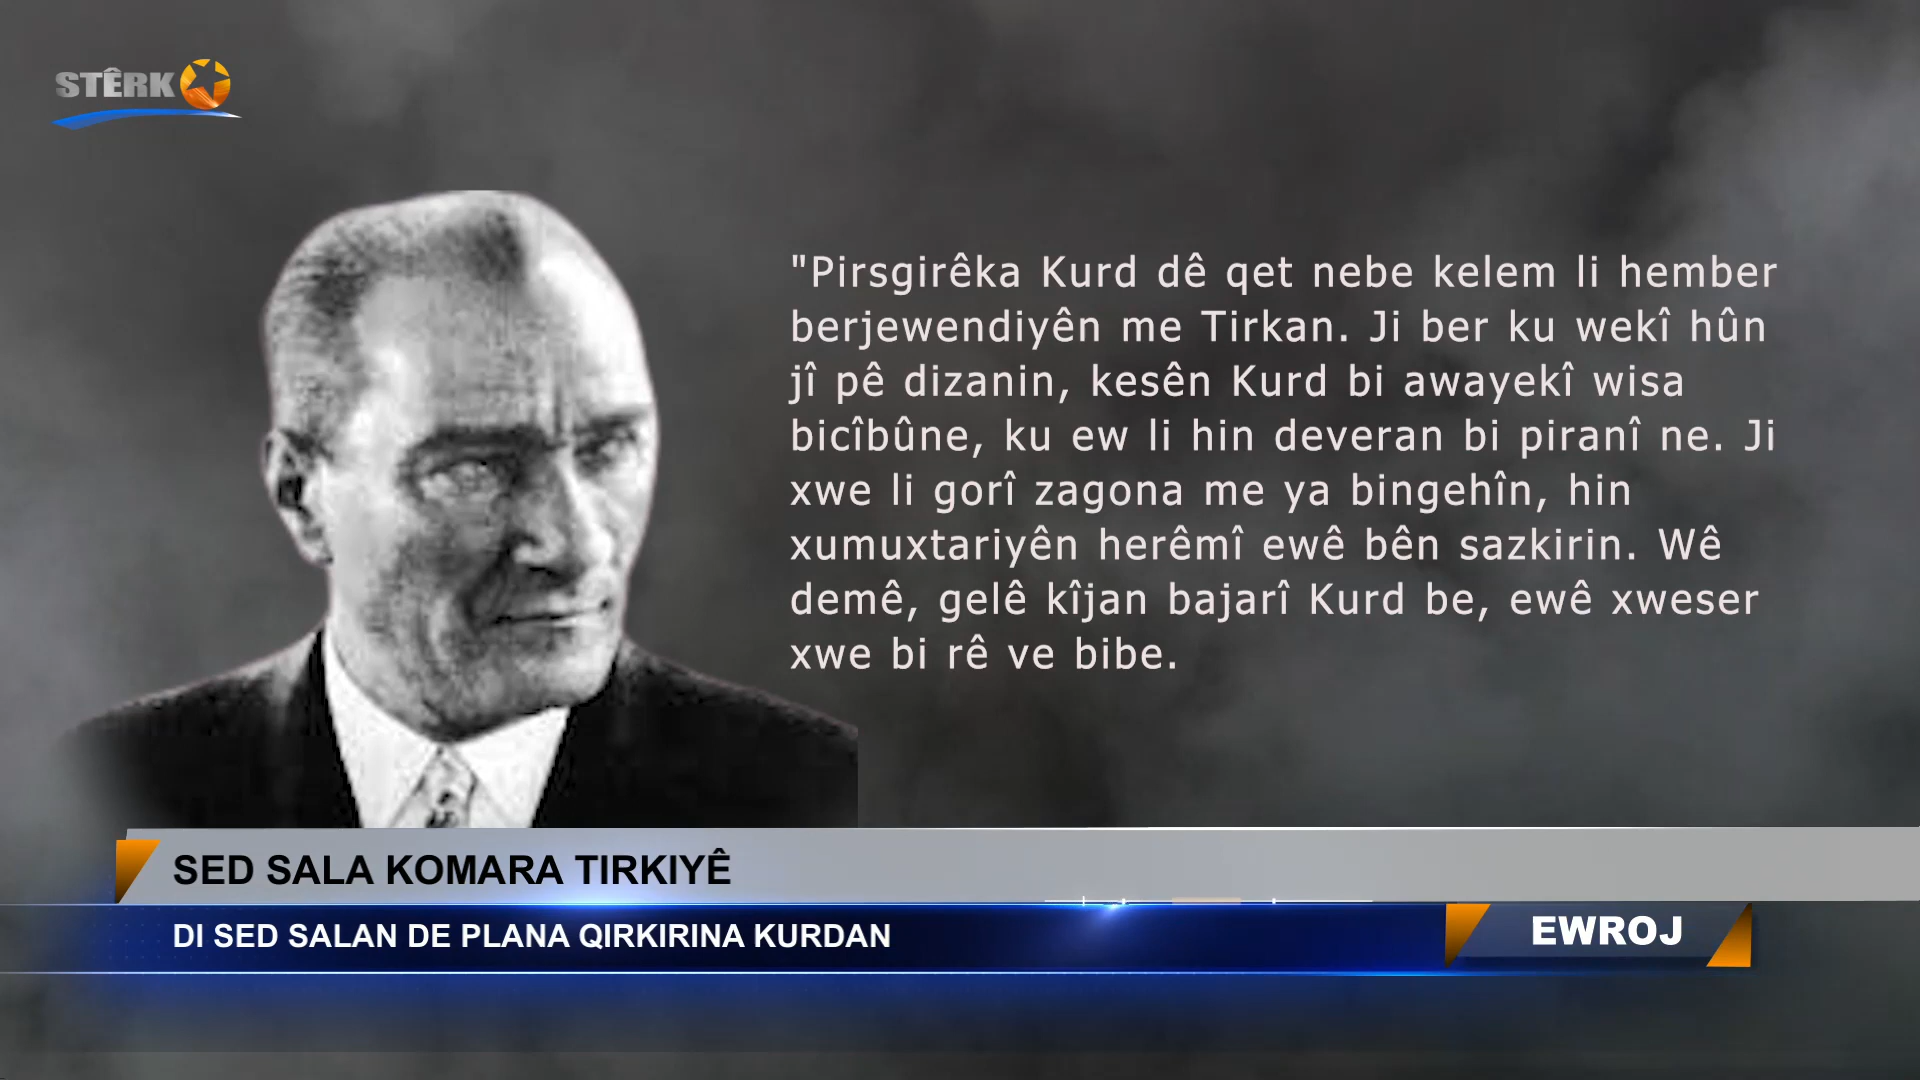 STÊRK
"Pirsgirêka Kurd dê qet nebe kelem li hember
berjewendiyên me Tirkan. Ji ber ku wekî hûn
jî pê dizanin, kesên Kurd bi awayekî wisa
bicîbûne, ku ew li hin deveran bi piranî ne. Ji
xwe li gorî zagona me ya bingehîn, hin
xumuxtariyên herêmî ewê bên sazkirin. Wê
demê, gelê kîjan bajarî Kurd be, ewê xweser
xwe bi rê ve bibe.
SED SALA KOMARA TIRKIYÊ
DI SED SALAN DE PLANA QIRKIRINA KURDAN
EWROJ